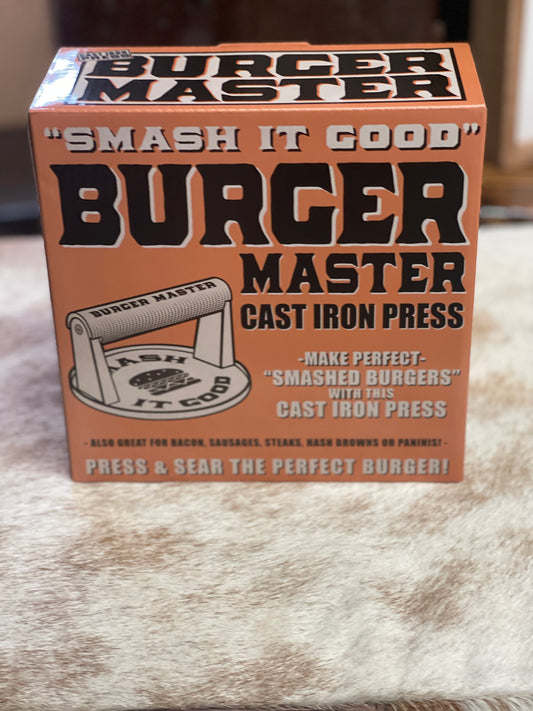 BURGER
MASTER
"SMASH IT GOOD"
BURGER
MASTER
CAST IRON PRESS
BURGER MASTER
SMASH
IT GOOD
-MAKE PERFECT-
"SMASHED BURGERS"
WITH THIS
CAST IRON PRESS
- ALSO GREAT FOR BACON, SAUSAGES, STEAKS, HASH BROWNS OR PANINIS! -
PRESS & SEAR THE PERFECT BURGER!